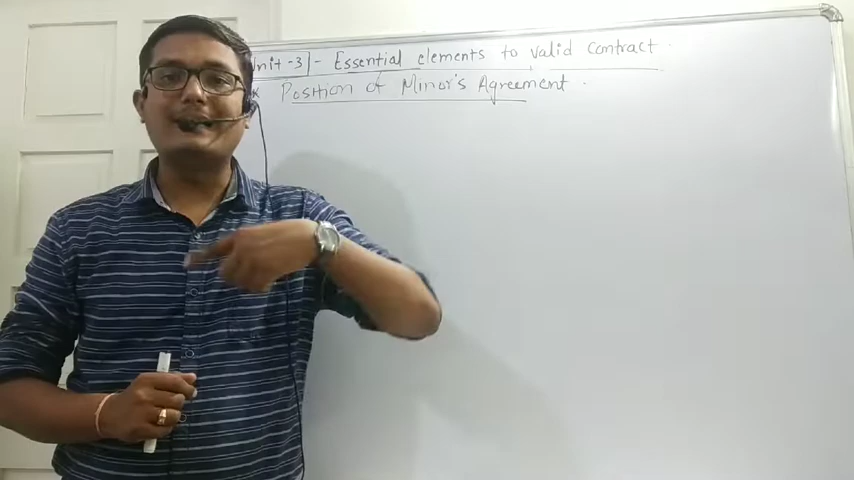 Unit-3]- Essential elements to valid contract
* Position of Minor's Agreement.